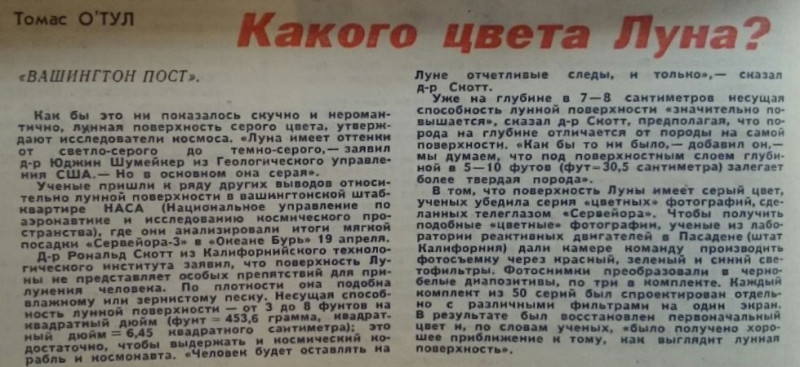 Томас О'ТУЛ
Какого цвета Луна?
«ВАШИНГТОН ПОСТ».
Как бы это ни показалось скучно и нероман-
тично, лунная поверхность серого цвета, утверж-
дают исследователи космоса. «Луна имеет оттенки
от светло-серого до темно-серого,— заявил
д-р Юджин Шумейкер из Геологического управле-
ния США.— Но в основном она серая».
Ученые пришли к ряду других выводов относи-
тельно лунной поверхности в вашингтонской штаб-
квартире НАСА (Национальное управление по
аэронавтике и исследованию космического про-
странства), где они анализировали итоги мягкой
посадки «Сервейора-3» в «Океане Бурь» 19 апреля.
Д-р Рональд Скотт из Калифорнийского техноло-
гического института заявил, что поверхность Лу-
ны не представляет особых препятствий для при-
лунения человека. По плотности она подобна
влажному или зернистому песку. Несущая способ-
ность лунной поверхности — от 3 до 8 фунтов на
квадратный дюйм (фунт = 453,6 грамма, квадрат-
ный дюйм = 6,45 квадратного сантиметра); это
достаточно, чтобы выдержать и космический ко-
рабль и космонавта. «Человек будет оставлять на
Луне отчетливые следы, и только»,— сказал
д-р Скотт.
Уже на глубине в 7—8 сантиметров несущая
способность лунной поверхности «значительно по-
вышается», сказал д-р Скотт, предполагая, что по-
рода на глубине отличается от породы на самой
поверхности. «Как бы то ни было,— добавил он,—
мы думаем, что под поверхностным слоем глуби-
ной в 5—10 футов (фут—30,5 сантиметра) залегает
более твердая порода».
В том, что поверхность Луны имеет серый цвет,
ученых убедила серия «цветных» фотографий, сде-
ланных телеглазом «Сервейора». Чтобы получить
подобные «цветные» фотографии, ученые из лабо-
ратории реактивных двигателей в Пасадене (штат
Калифорния) дали камере команду производить
фотосъемку через красный, зеленый и синий све-
тофильтры. Фотоснимки преобразовали в черно-
белые диапозитивы, по три в комплекте. Каждый
комплект из 50 серий был спроектирован отдель-
но с различными фильтрами на один экран.
В результате был восстановлен первоначальный
цвет и, по словам ученых, «было получено хоро-
шее приближение к тому, как выглядит лунная
поверхность».